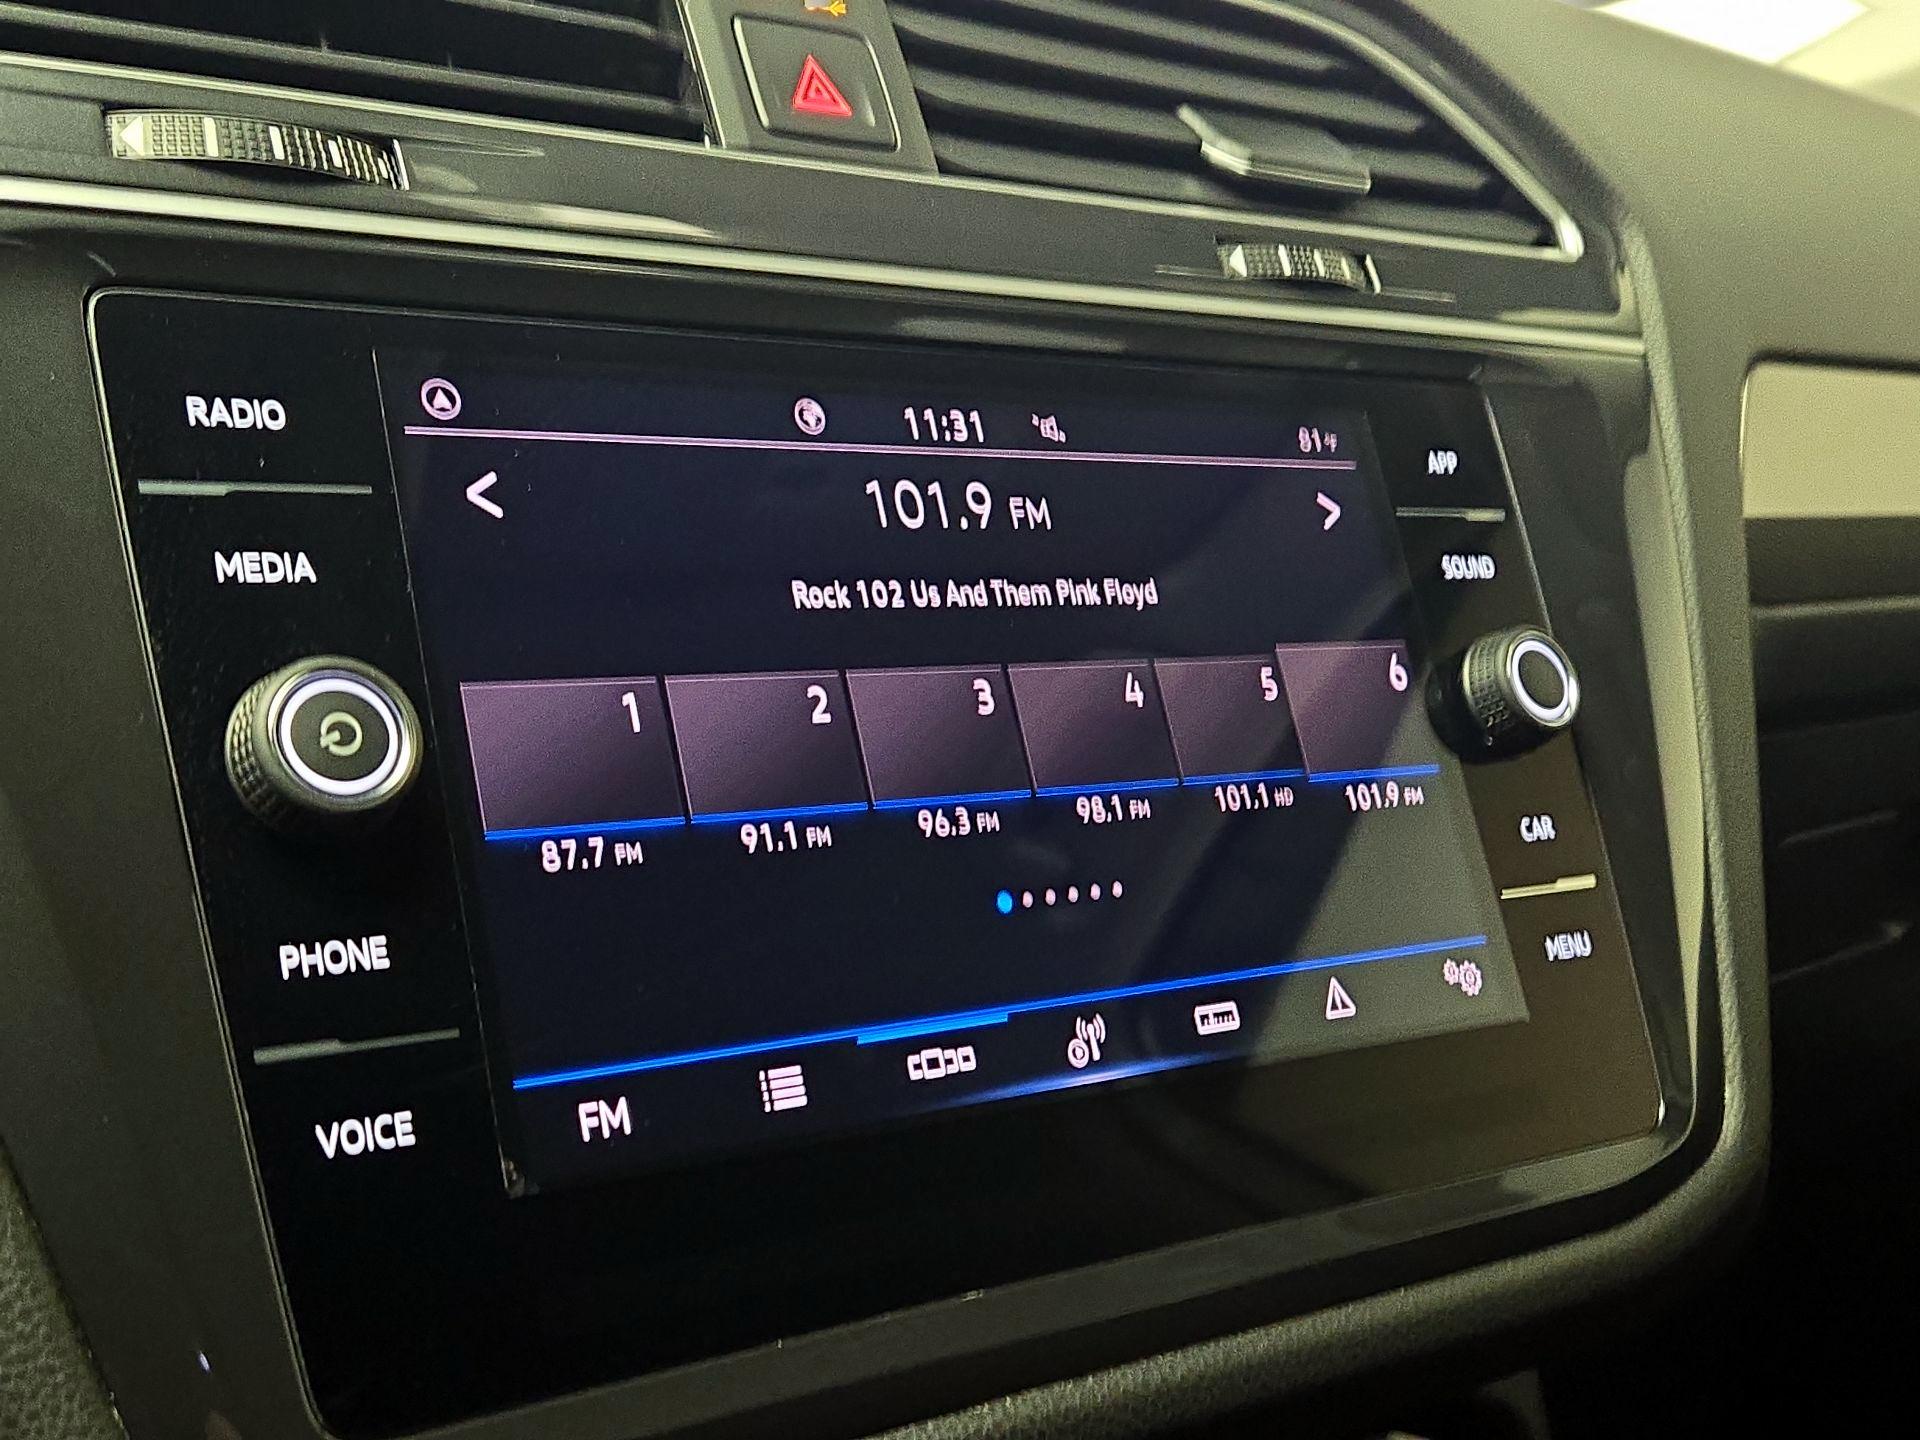 RADIO
MEDIA
PHONE
VOICE
11:31
81°F
101.9 FM
Rock 102 Us And Them Pink Floyd
1 2 3 4 5 6
87.7 FM 91.1 FM 96.3 FM 98.1 FM 101.1 HD 101.9 FM
FM
APP
SOUND
CAR
MENU